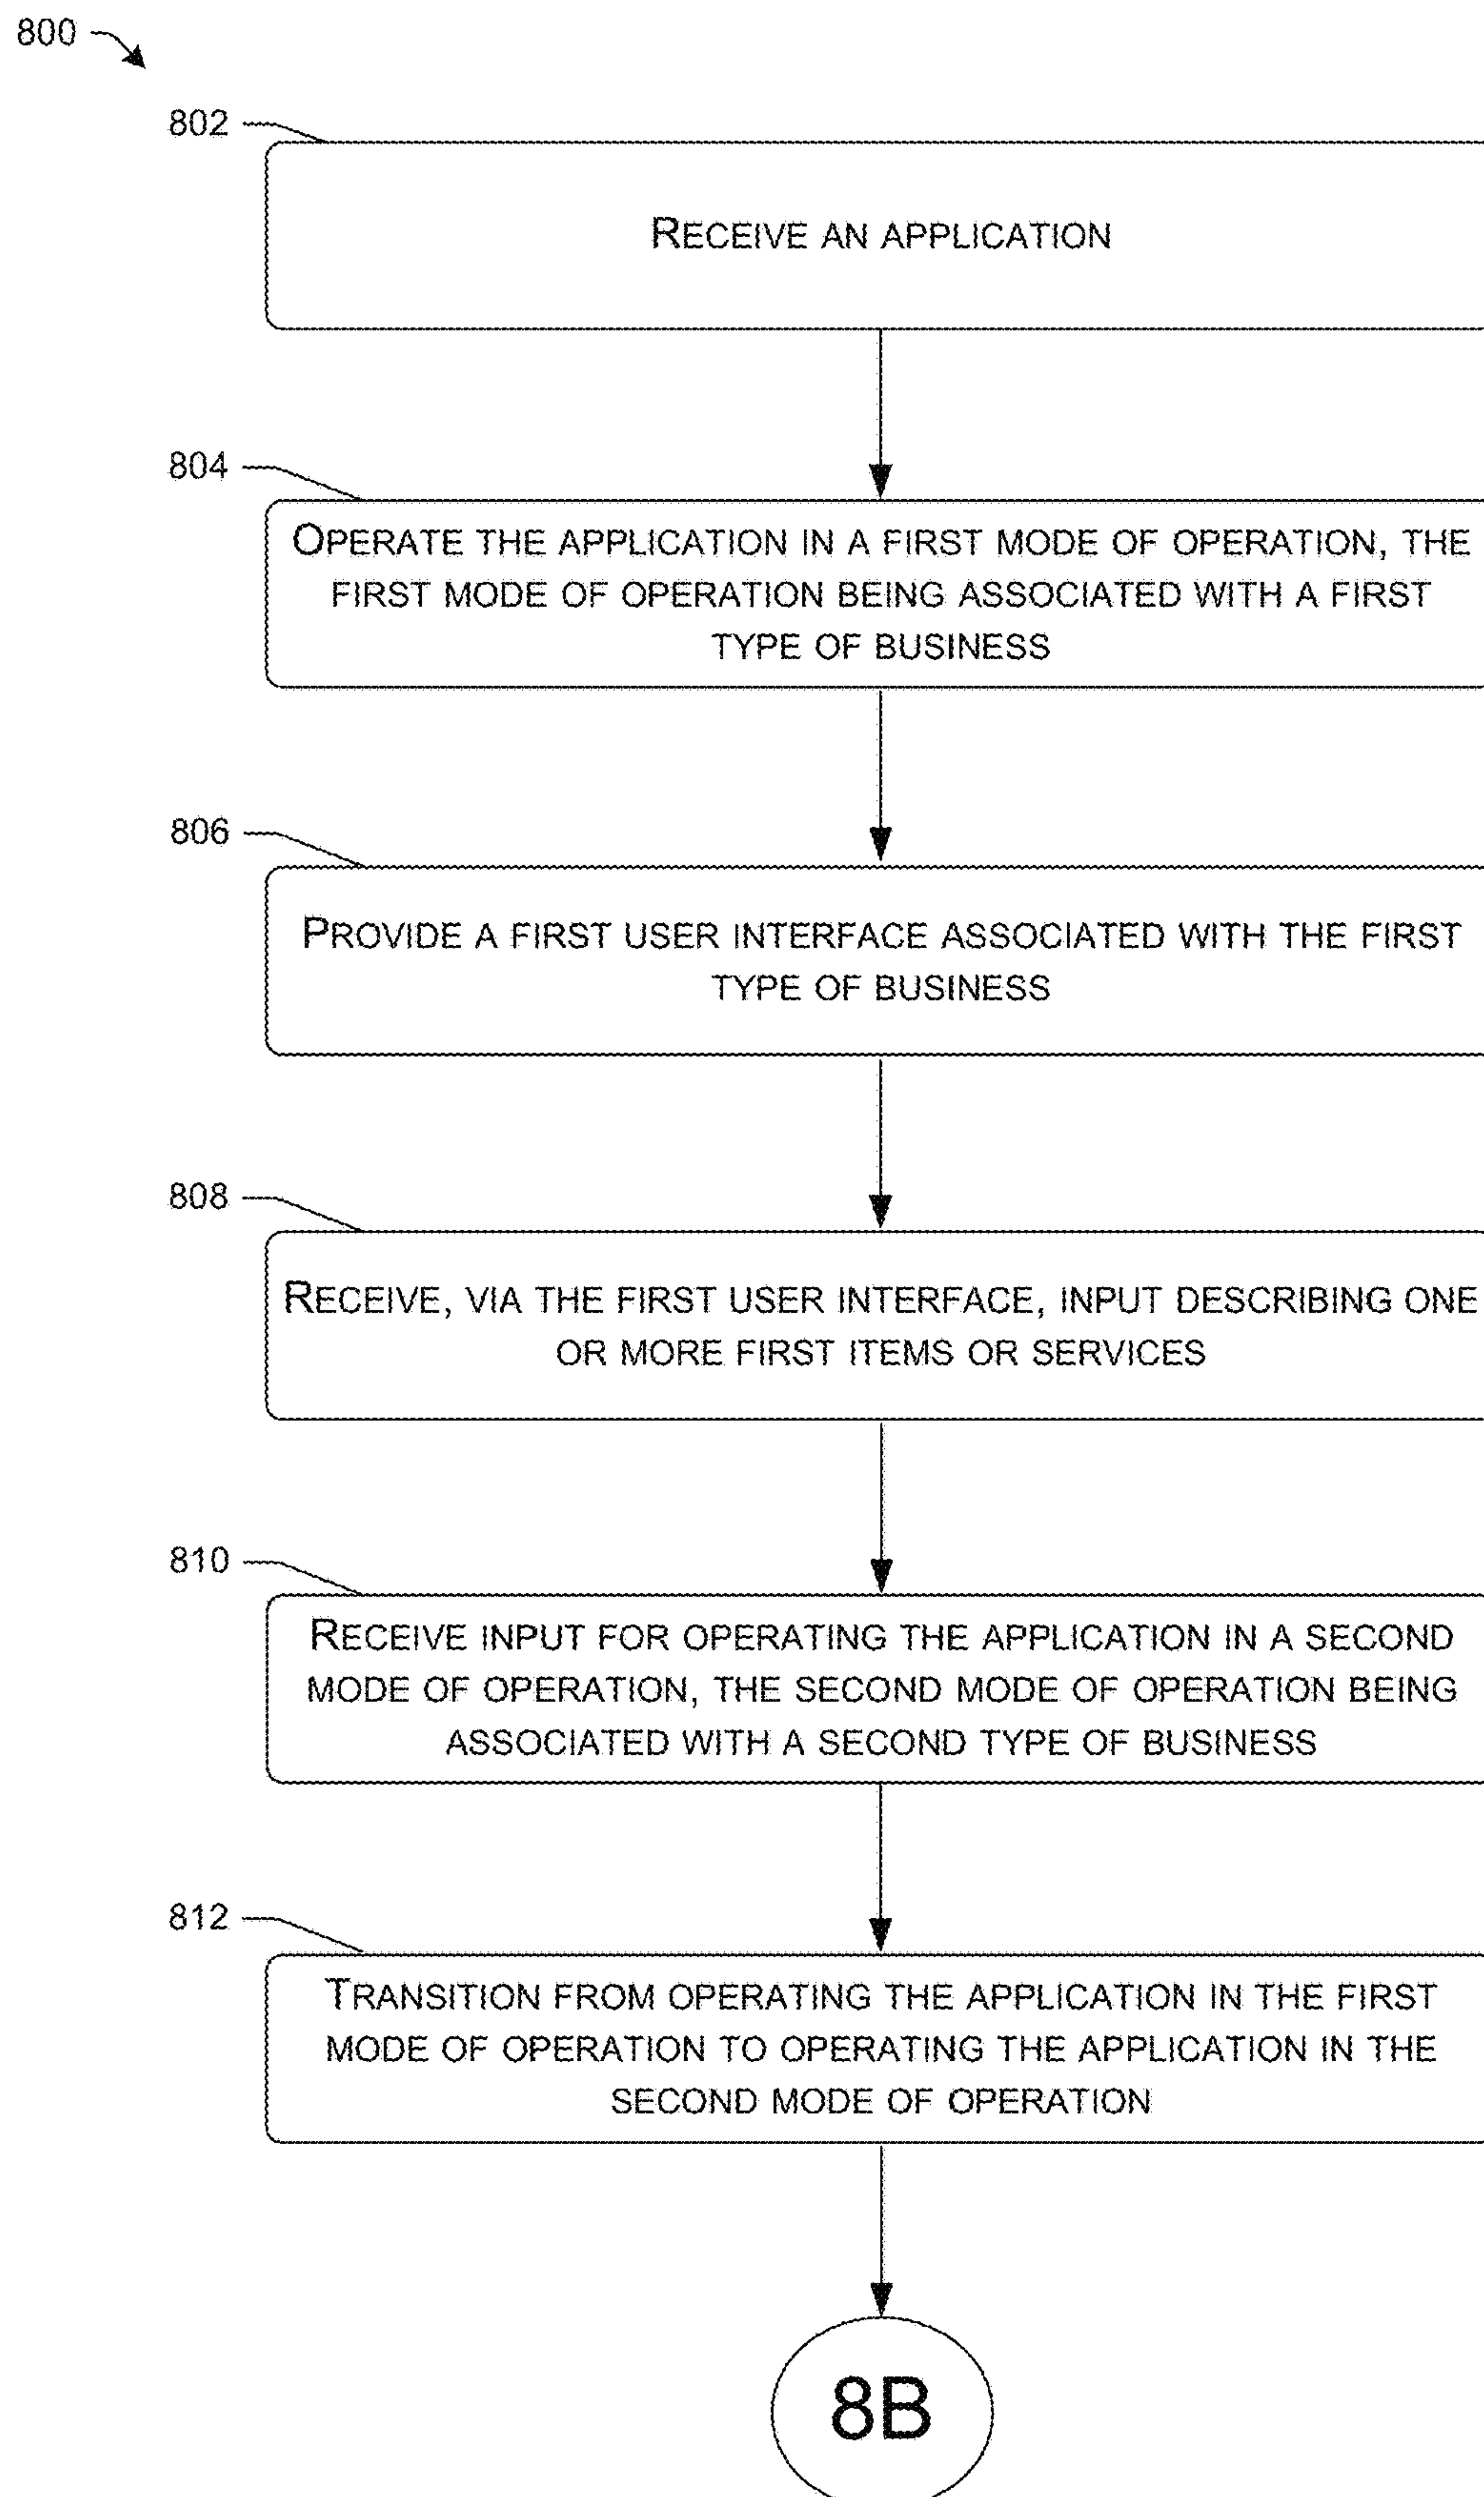 800
802
RECEIVE AN APPLICATION
804
OPERATE THE APPLICATION IN A FIRST MODE OF OPERATION, THE
FIRST MODE OF OPERATION BEING ASSOCIATED WITH A FIRST
TYPE OF BUSINESS
806
PROVIDE A FIRST USER INTERFACE ASSOCIATED WITH THE FIRST
TYPE OF BUSINESS
808
RECEIVE, VIA THE FIRST USER INTERFACE, INPUT DESCRIBING ONE
OR MORE FIRST ITEMS OR SERVICES
810
RECEIVE INPUT FOR OPERATING THE APPLICATION IN A SECOND
MODE OF OPERATION, THE SECOND MODE OF OPERATION BEING
ASSOCIATED WITH A SECOND TYPE OF BUSINESS
812
TRANSITION FROM OPERATING THE APPLICATION IN THE FIRST
MODE OF OPERATION TO OPERATING THE APPLICATION IN THE
SECOND MODE OF OPERATION
8B